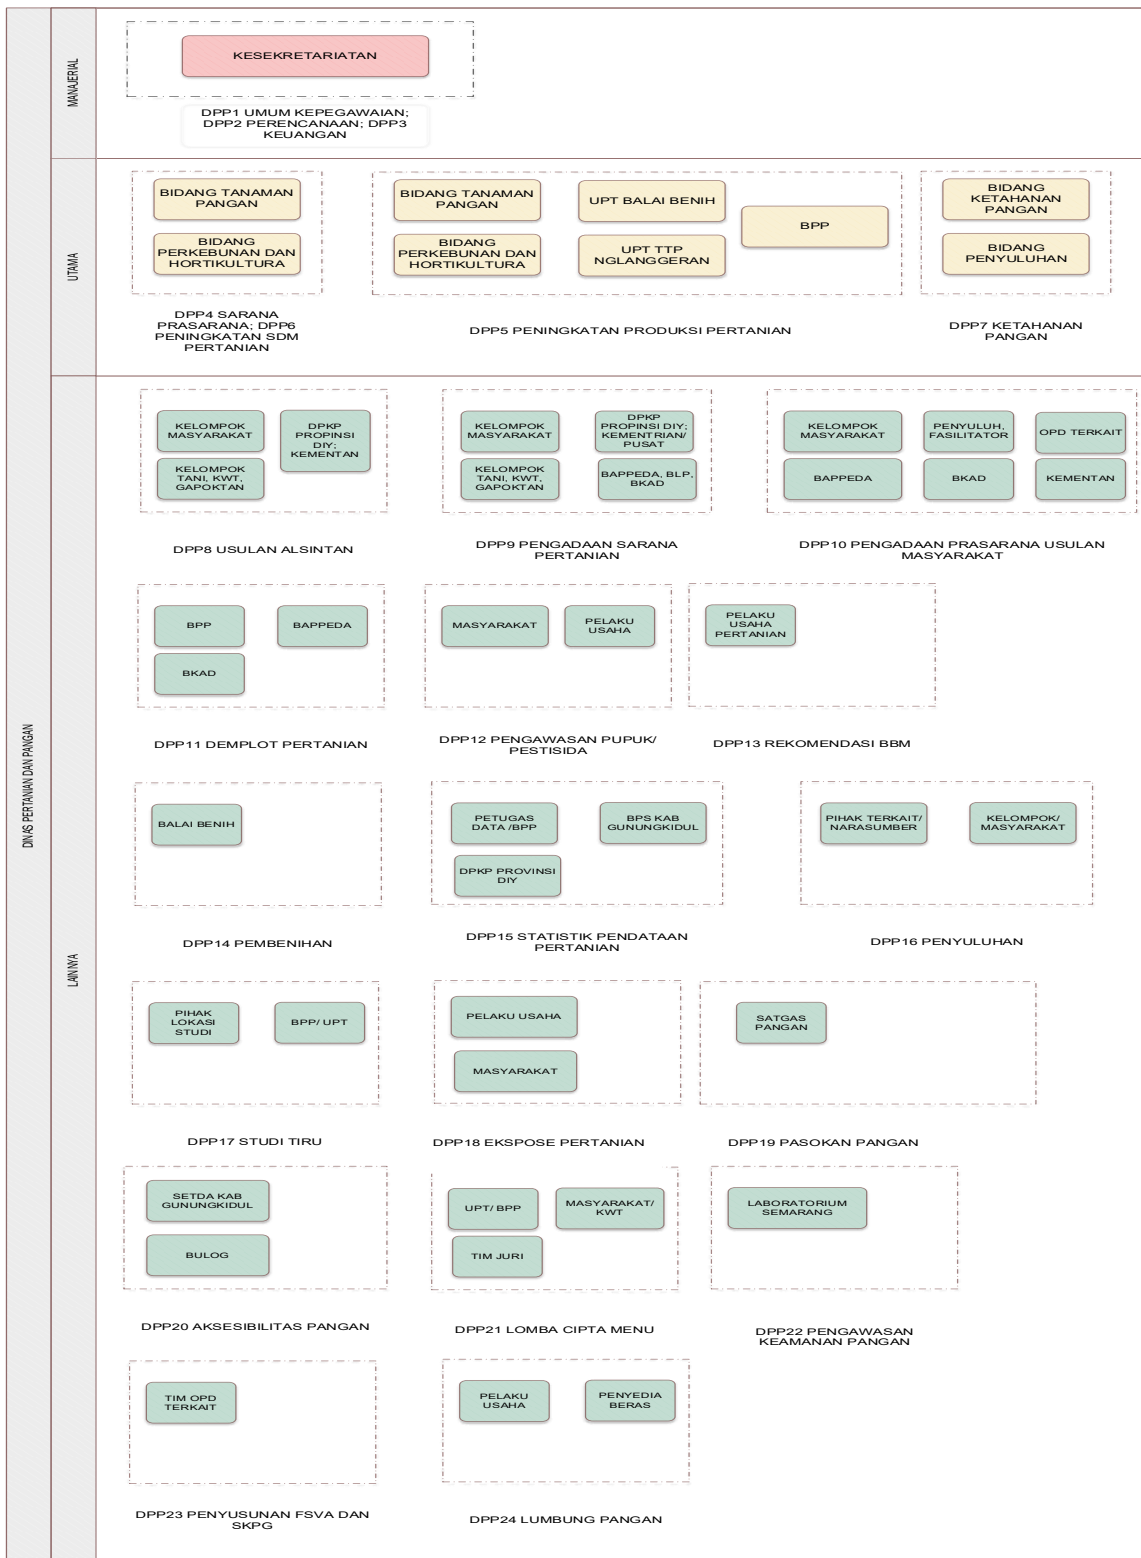 DINAS PERTANIAN DAN PANGAN
MANAJERIAL
KESEKRETARIATAN
DPP1 UMUM KEPEGAWAIAN;
DPP2 PERENCANAAN; DPP3
KEUANGAN
UTAMA
BIDANG TANAMAN
PANGAN
BIDANG
PERKEBUNAN DAN
HORTIKULTURA
DPP4 SARANA
PRASARANA; DPP6
PENINGKATAN SDM
PERTANIAN
BIDANG TANAMAN
PANGAN
BIDANG
PERKEBUNAN DAN
HORTIKULTURA
UPT BALAI BENIH
UPT TTP
NGLANGGERAN
BPP
DPP5 PENINGKATAN PRODUKSI PERTANIAN
BIDANG
KETAHANAN
PANGAN
BIDANG
PENYULUHAN
DPP7 KETAHANAN
PANGAN
LAINNYA
KELOMPOK
MASYARAKAT
KELOMPOK
TANI, KWT,
GAPOKTAN
DPKP
PROPINSI
DIY;
KEMENTAN
DPP8 USULAN ALSINTAN
KELOMPOK
MASYARAKAT
KELOMPOK
TANI, KWT,
GAPOKTAN
DPKP
PROPINSI DIY;
KEMENTRIAN/
PUSAT
BAPPEDA, BLP,
BKAD
DPP9 PENGADAAN SARANA
PERTANIAN
KELOMPOK
MASYARAKAT
PENYULUH,
FASILITATOR
OPD TERKAIT
BAPPEDA
BKAD
KEMENTAN
DPP10 PENGADAAN PRASARANA USULAN
MASYARAKAT
BPP
BAPPEDA
BKAD
DPP11 DEMPLOT PERTANIAN
MASYARAKAT
PELAKU
USAHA
DPP12 PENGAWASAN PUPUK/
PESTISIDA
PELAKU
USAHA
PERTANIAN
DPP13 REKOMENDASI BBM
BALAI BENIH
DPP14 PEMBENIHAN
PETUGAS
DATA /BPP
BPS KAB
GUNUNGKIDUL
DPKP PROVINSI
DIY
DPP15 STATISTIK PENDATAAN
PERTANIAN
PIHAK TERKAIT/
NARASUMBER
KELOMPOK/
MASYARAKAT
DPP16 PENYULUHAN
PIHAK
LOKASI
STUDI
BPP/ UPT
DPP17 STUDI TIRU
PELAKU USAHA
MASYARAKAT
DPP18 EKSPOSE PERTANIAN
SATGAS
PANGAN
DPP19 PASOKAN PANGAN
SETDA KAB
GUNUNGKIDUL
BULOG
DPP20 AKSESIBILITAS PANGAN
UPT/ BPP
MASYARAKAT/
KWT
TIM JURI
DPP21 LOMBA CIPTA MENU
LABORATORIUM
SEMARANG
DPP22 PENGAWASAN
KEAMANAN PANGAN
TIM OPD
TERKAIT
DPP23 PENYUSUNAN FSVA DAN
SKPG
PELAKU
USAHA
PENYEDIA
BERAS
DPP24 LUMBUNG PANGAN